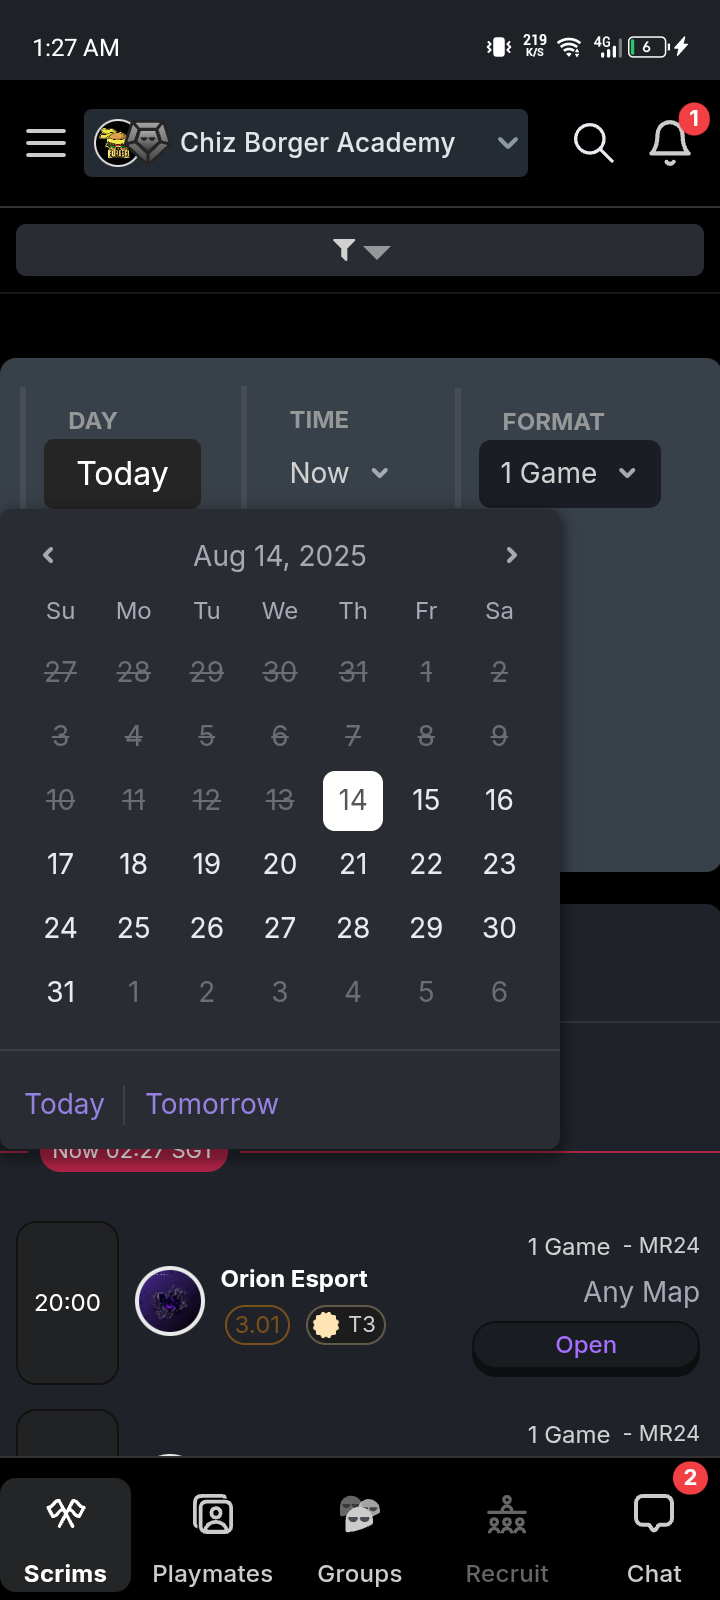 1:27 AM
219 K/S 4G 6
Chiz Borger Academy
1
DAY TIME FORMAT
Today Now 1 Game
Aug 14, 2025
Su Mo Tu We Th Fr Sa
27 28 29 30 31 1 2
3 4 5 6 7 8 9
10 11 12 13 14 15 16
17 18 19 20 21 22 23
24 25 26 27 28 29 30
31 1 2 3 4 5 6
Today Tomorrow
Now 02:27 SGT
1 Game - MR24
20:00 Orion Esport Any Map
3.01 T3 Open
1 Game - MR24
2
Scrims Playmates Groups Recruit Chat